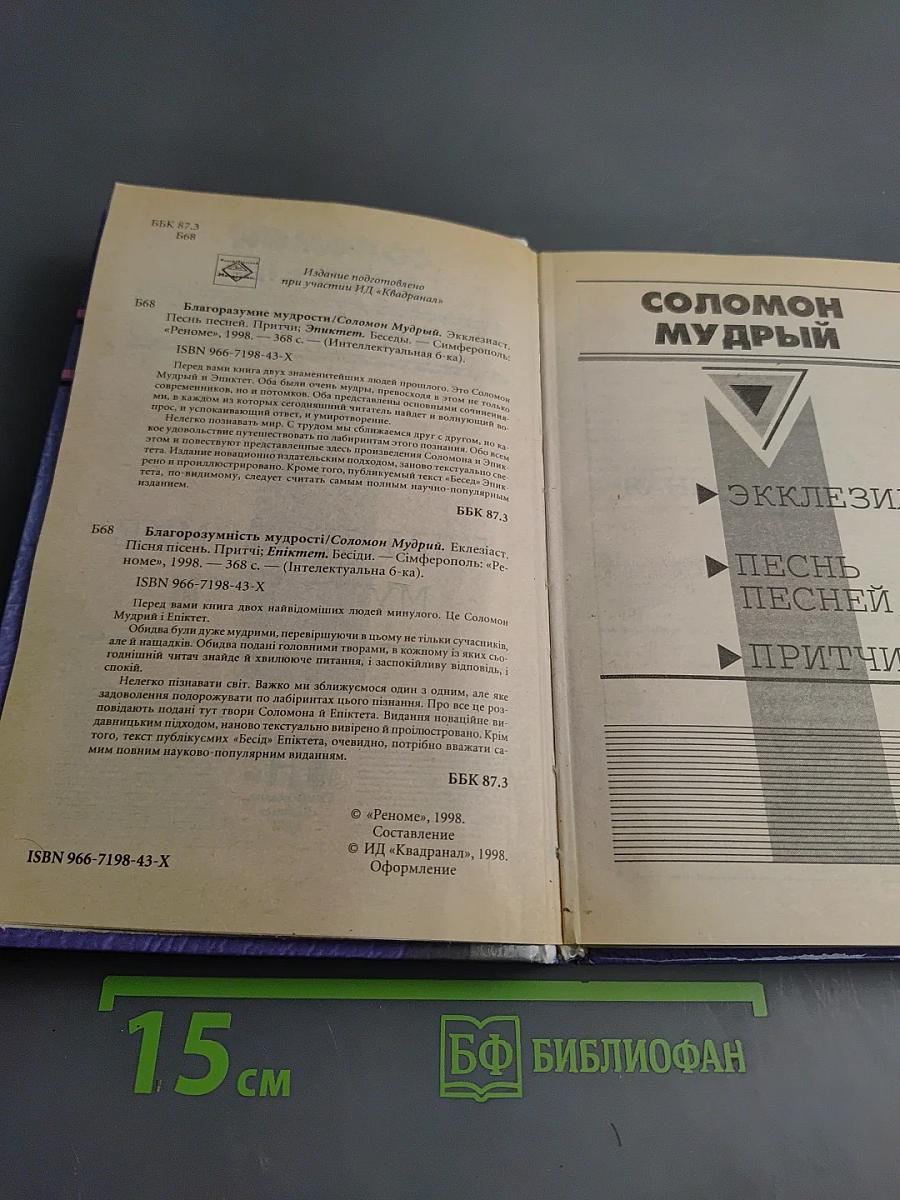 ББК 87.3
Б68
Издание подготовлено
при участии ИД «Квадранал»
Б68 Благоразумие мудрости/Соломон Мудрый. Экклезиаст.
Песнь песней. Притчи; Эпиктет. Беседы. — Симферополь:
«Реноме», 1998. — 368 с. — (Интеллектуальная б-ка).
ISBN 966-7198-43-X
Перед вами книга двух знаменитейших людей прошлого. Это Соломон
Мудрый и Эпиктет. Оба были очень мудры, превосходя в этом не только
современников, но и потомков. Оба представлены основными сочинения-
ми, в каждом из которых сегодняшний читатель найдет и волнующий во-
прос, и успокаивающий ответ, и умиротворение.
Нелегко познавать мир. С трудом мы сближаемся друг с другом, но ка-
кое удовольствие путешествовать по лабиринтам этого познания. Обо всем
этом и повествуют представленные здесь произведения Соломона и Эпик-
тета. Издание новационно издательским подходом, заново текстуально све-
рено и проиллюстрировано. Кроме того, публикуемый текст «Бесед» Эпик-
тета, по-видимому, следует считать самым полным научно-популярным
изданием.
ББК 87.3
Б68 Благорозумність мудрості/Соломон Мудрий. Еклезіаст.
Пісня пісень. Притчі; Епіктет. Бесіди. — Сімферополь: «Ре-
номе», 1998. — 368 с. — (Інтелектуальна б-ка).
ISBN 966-7198-43-X
Перед вами книга двох найвідоміших людей минулого. Це Соломон
Мудрий і Епіктет.
Обидва були дуже мудрими, перевіршуючи в цьому не тільки сучасників,
але й нащадків. Обидва подані головними творами, в кожному із яких сьо-
годнішній читач знайде й хвилююче питання, і заспокійливу відповідь, і
спокій.
Нелегко пізнавати світ. Важко ми зближуємося один з одним, але яке
задоволення подорожувати по лабіринтах цього пізнання. Про все це роз-
повідають подані тут твори Соломона й Епіктета. Видання новаційне ви-
давницьким підходом, наново текстуально вивірено й проілюстровано. Крім
того, текст публікуємих «Бесід» Епіктета, очевидно, потрібно вважати са-
мим повним науково-популярним виданням.
ББК 87.3
© «Реноме», 1998.
Составление
© ИД «Квадранал», 1998.
Оформление
ISBN 966-7198-43-X
СОЛОМОН
МУДРЫЙ
ЭККЛЕЗИ
ПЕСНЬ
ПЕСНЕЙ
ПРИТЧИ
15 см
БФ БИБЛИОФАН